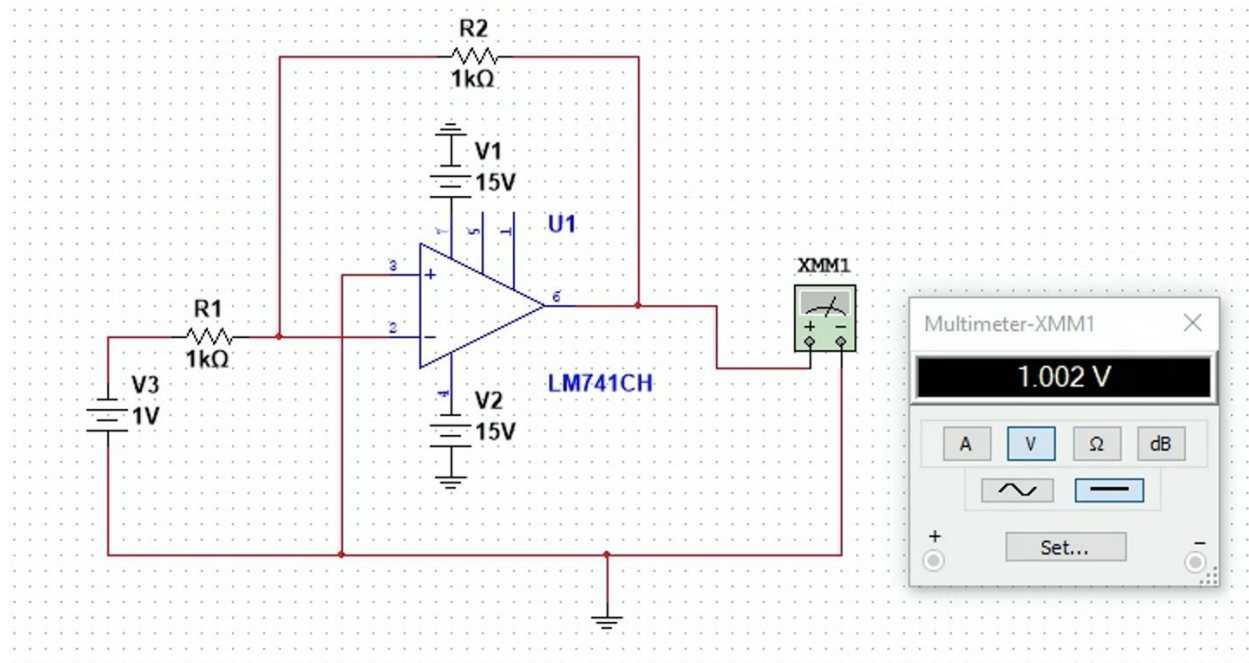 R2
1kΩ
V1
15V
7
5
1
U1
3
+
6
2
−
LM741CH
4
V2
15V
R1
1kΩ
V3
1V
XMM1
+ −
Multimeter-XMM1
1.002 V
A V Ω dB
+ −
Set...